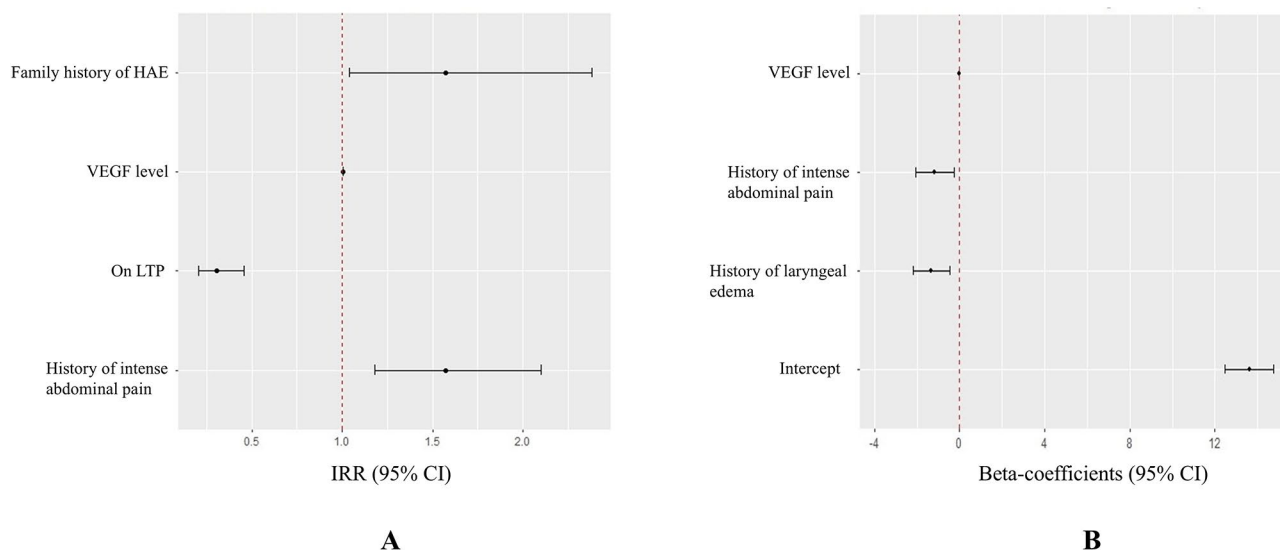 Family history of HAE
VEGF level
On LTP
History of intense
abdominal pain
0.5 1.0 1.5 2.0
IRR (95% CI)
A
VEGF level
History of intense
abdominal pain
History of laryngeal
edema
Intercept
-4 0 4 8 12
Beta-coefficients (95% CI)
B